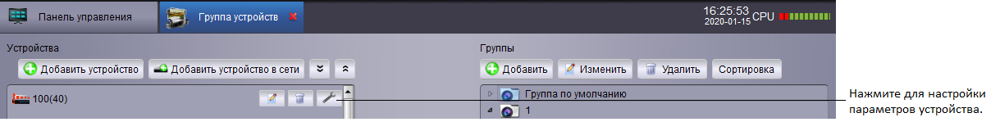 Панель управления
Группа устройств
16:25:53
2020-01-15
CPU
Устройства
Группы
Добавить устройство
Добавить устройство в сети
Добавить
Изменить
Удалить
Сортировка
100(40)
Группа по умолчанию
1
Нажмите для настройки
параметров устройства.